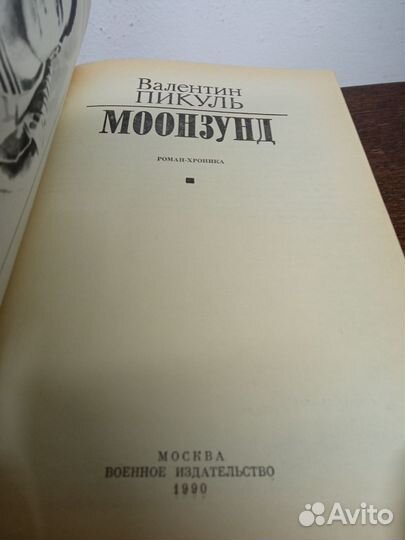 Валентин
ПИКУЛЬ
МООНЗУНД
РОМАН-ХРОНИКА
МОСКВА
ВОЕННОЕ ИЗДАТЕЛЬСТВО
1990
Avito